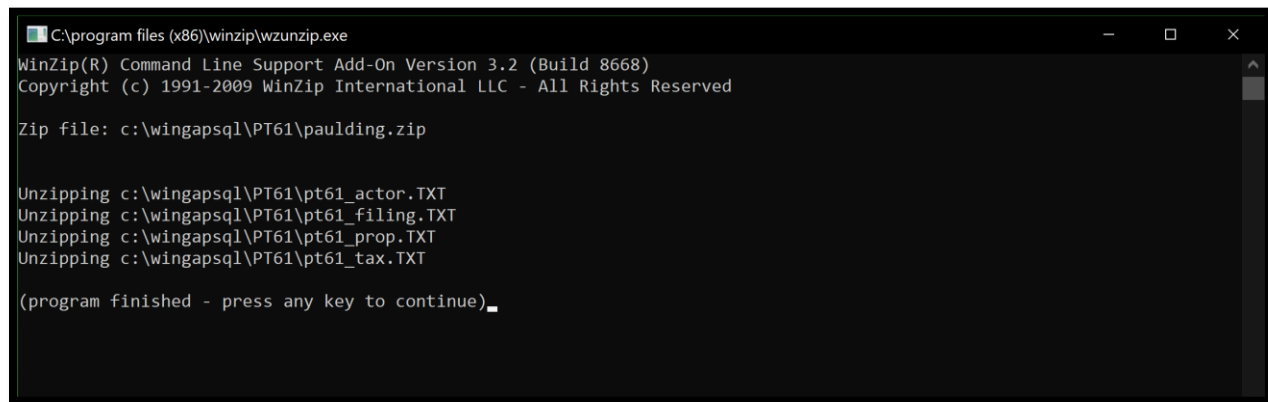 C:\program files (x86)\winzip\wzunzip.exe
WinZip(R) Command Line Support Add-On Version 3.2 (Build 8668)
Copyright (c) 1991-2009 WinZip International LLC - All Rights Reserved
Zip file: c:\wingapsql\PT61\paulding.zip
Unzipping c:\wingapsql\PT61\pt61_actor.TXT
Unzipping c:\wingapsql\PT61\pt61_filing.TXT
Unzipping c:\wingapsql\PT61\pt61_prop.TXT
Unzipping c:\wingapsql\PT61\pt61_tax.TXT
(program finished - press any key to continue)